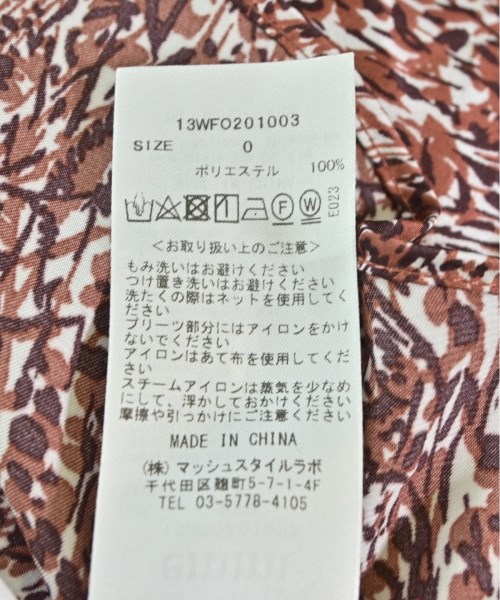 13WFO201003
SIZE 0
ポリエステル 100%
F W E023
<お取り扱い上のご注意>
もみ洗いはお避けください
つけ置き洗いはお避けください
洗たくの際はネットを使用してく
ださい
プリーツ部分にはアイロンをかけ
ないでください
アイロンはあて布を使用してくだ
さい
スチームアイロンは蒸気を少なめ
にして、浮かしておかけください
摩擦や引っかけにご注意ください
MADE IN CHINA
(株) マッシュスタイルラボ
千代田区麹町5-7-1-4F
TEL 03-5778-4105